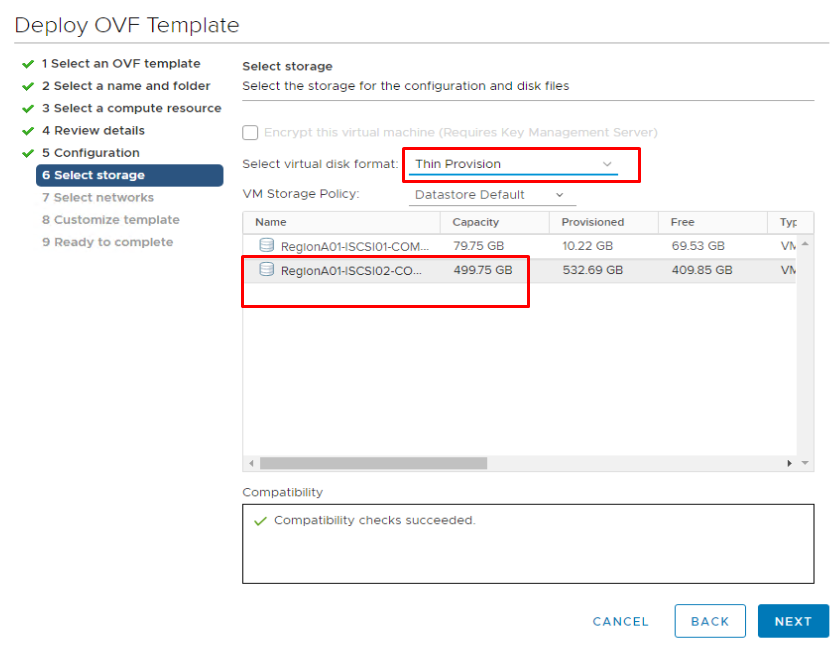 Deploy OVF Template
1 Select an OVF template
2 Select a name and folder
3 Select a compute resource
4 Review details
5 Configuration
6 Select storage
7 Select networks
8 Customize template
9 Ready to complete
Select storage
Select the storage for the configuration and disk files
Encrypt this virtual machine (Requires Key Management Server)
Select virtual disk format: Thin Provision
VM Storage Policy: Datastore Default
Name Capacity Provisioned Free Typ
RegionA01-ISCSI01-COM... 79.75 GB 10.22 GB 69.53 GB VM
RegionA01-ISCSI02-CO... 499.75 GB 532.69 GB 409.85 GB VM
Compatibility
Compatibility checks succeeded.
CANCEL BACK NEXT